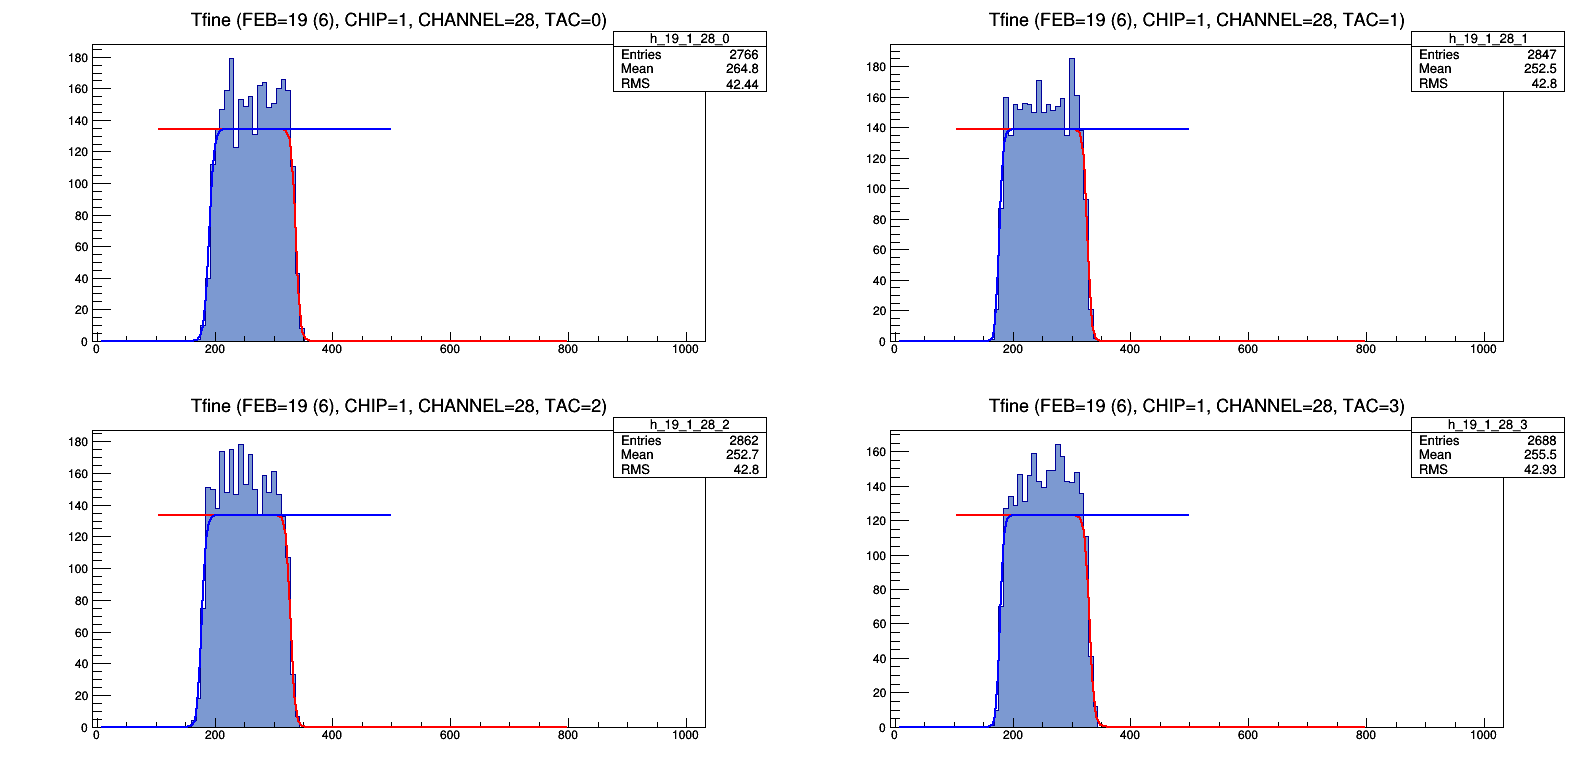 Tfine (FEB=19 (6), CHIP=1, CHANNEL=28, TAC=0)
h_19_1_28_0
Entries 2766
Mean 264.8
RMS 42.44
180
160
140
120
100
80
60
40
20
0
0 200 400 600 800 1000
Tfine (FEB=19 (6), CHIP=1, CHANNEL=28, TAC=1)
h_19_1_28_1
Entries 2847
Mean 252.5
RMS 42.8
180
160
140
120
100
80
60
40
20
0
0 200 400 600 800 1000
Tfine (FEB=19 (6), CHIP=1, CHANNEL=28, TAC=2)
h_19_1_28_2
Entries 2862
Mean 252.7
RMS 42.8
180
160
140
120
100
80
60
40
20
0
0 200 400 600 800 1000
Tfine (FEB=19 (6), CHIP=1, CHANNEL=28, TAC=3)
h_19_1_28_3
Entries 2688
Mean 255.5
RMS 42.93
160
140
120
100
80
60
40
20
0
0 200 400 600 800 1000